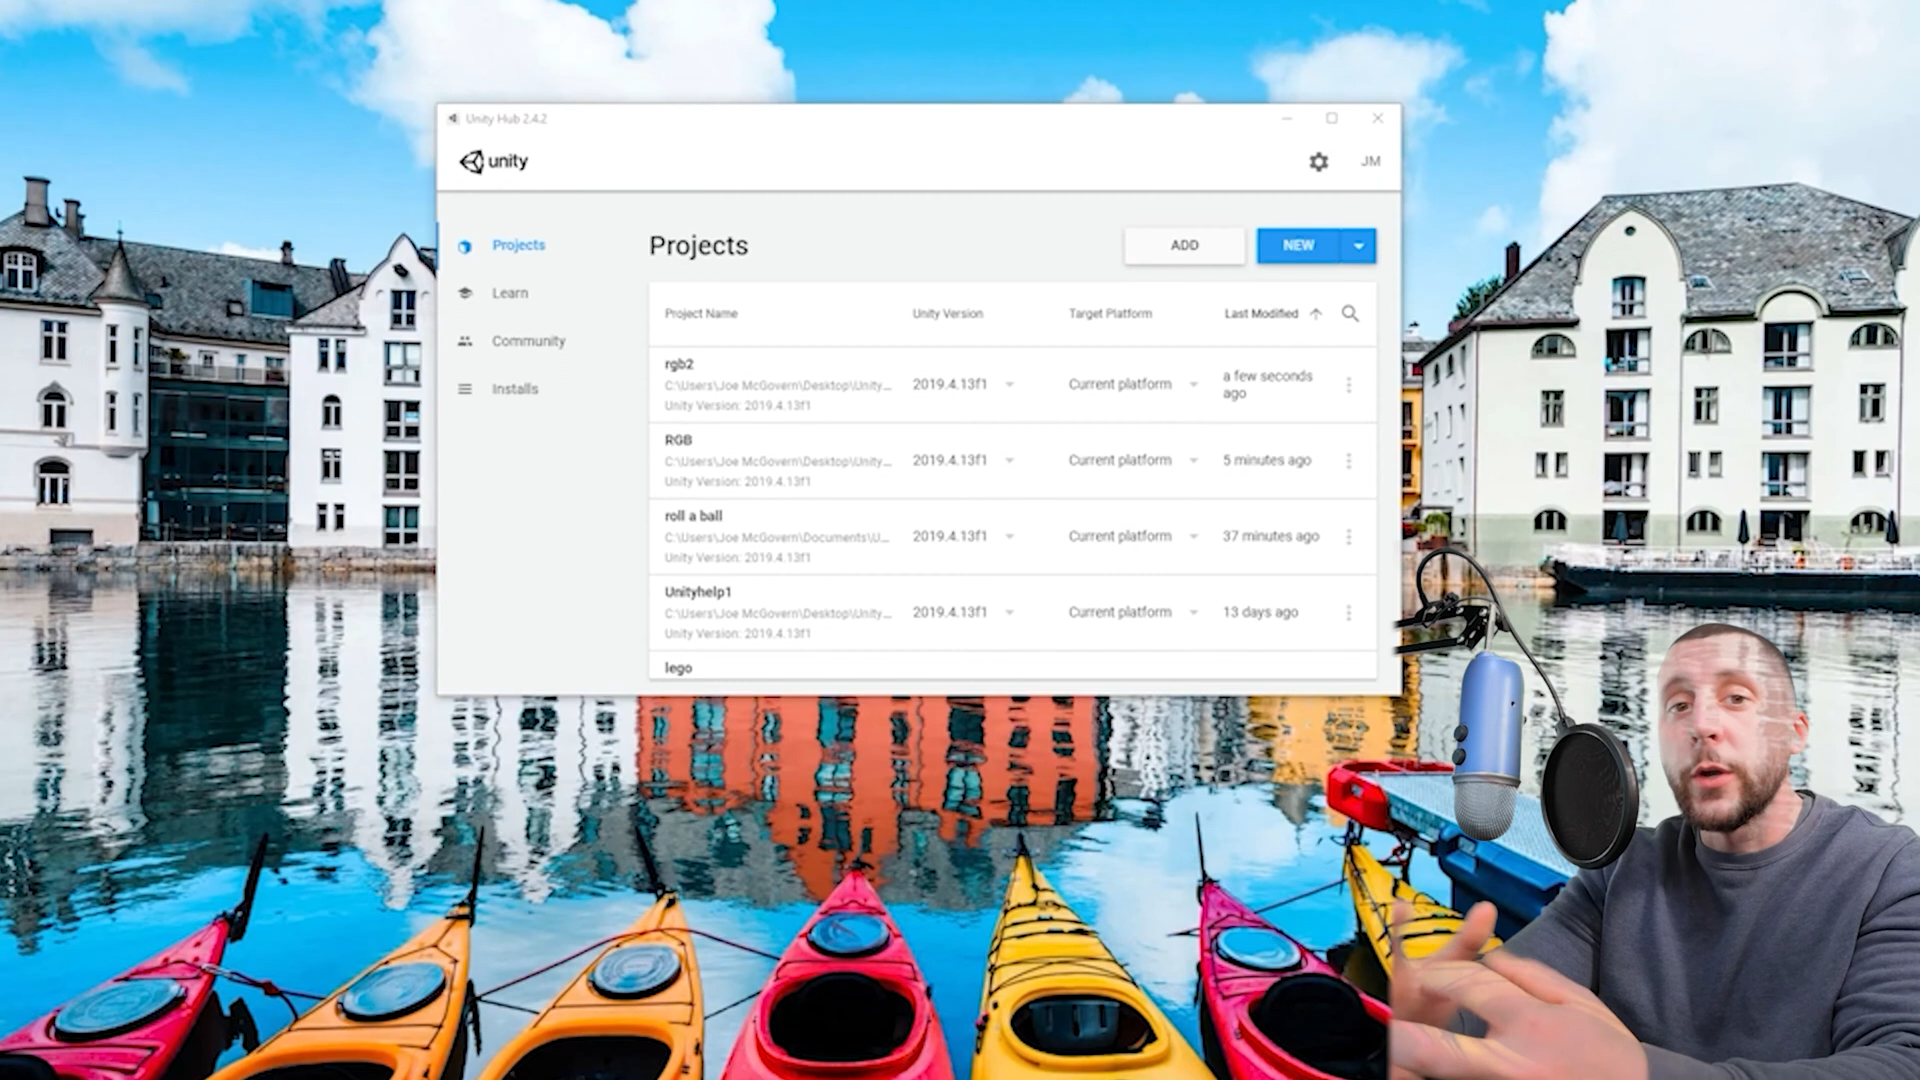 Unity Hub 2.4.2
unity
JM
Projects
Learn
Community
Installs
Projects
ADD
NEW
Project Name Unity Version Target Platform Last Modified
rgb2
C:\Users\Joe McGovern\Desktop\Unity...
Unity Version: 2019.4.13f1
2019.4.13f1
Current platform
a few seconds
ago
RGB
C:\Users\Joe McGovern\Desktop\Unity...
Unity Version: 2019.4.13f1
2019.4.13f1
Current platform
5 minutes ago
roll a ball
C:\Users\Joe McGovern\Documents\U...
Unity Version: 2019.4.13f1
2019.4.13f1
Current platform
37 minutes ago
Unityhelp1
C:\Users\Joe McGovern\Desktop\Unity...
Unity Version: 2019.4.13f1
2019.4.13f1
Current platform
13 days ago
lego